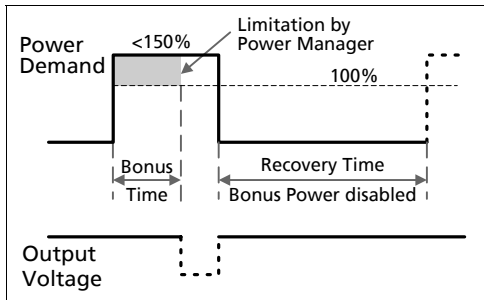 Power
Demand
<150%
Limitation by
Power Manager
100%
Bonus
Time
Recovery Time
Bonus Power disabled
Output
Voltage